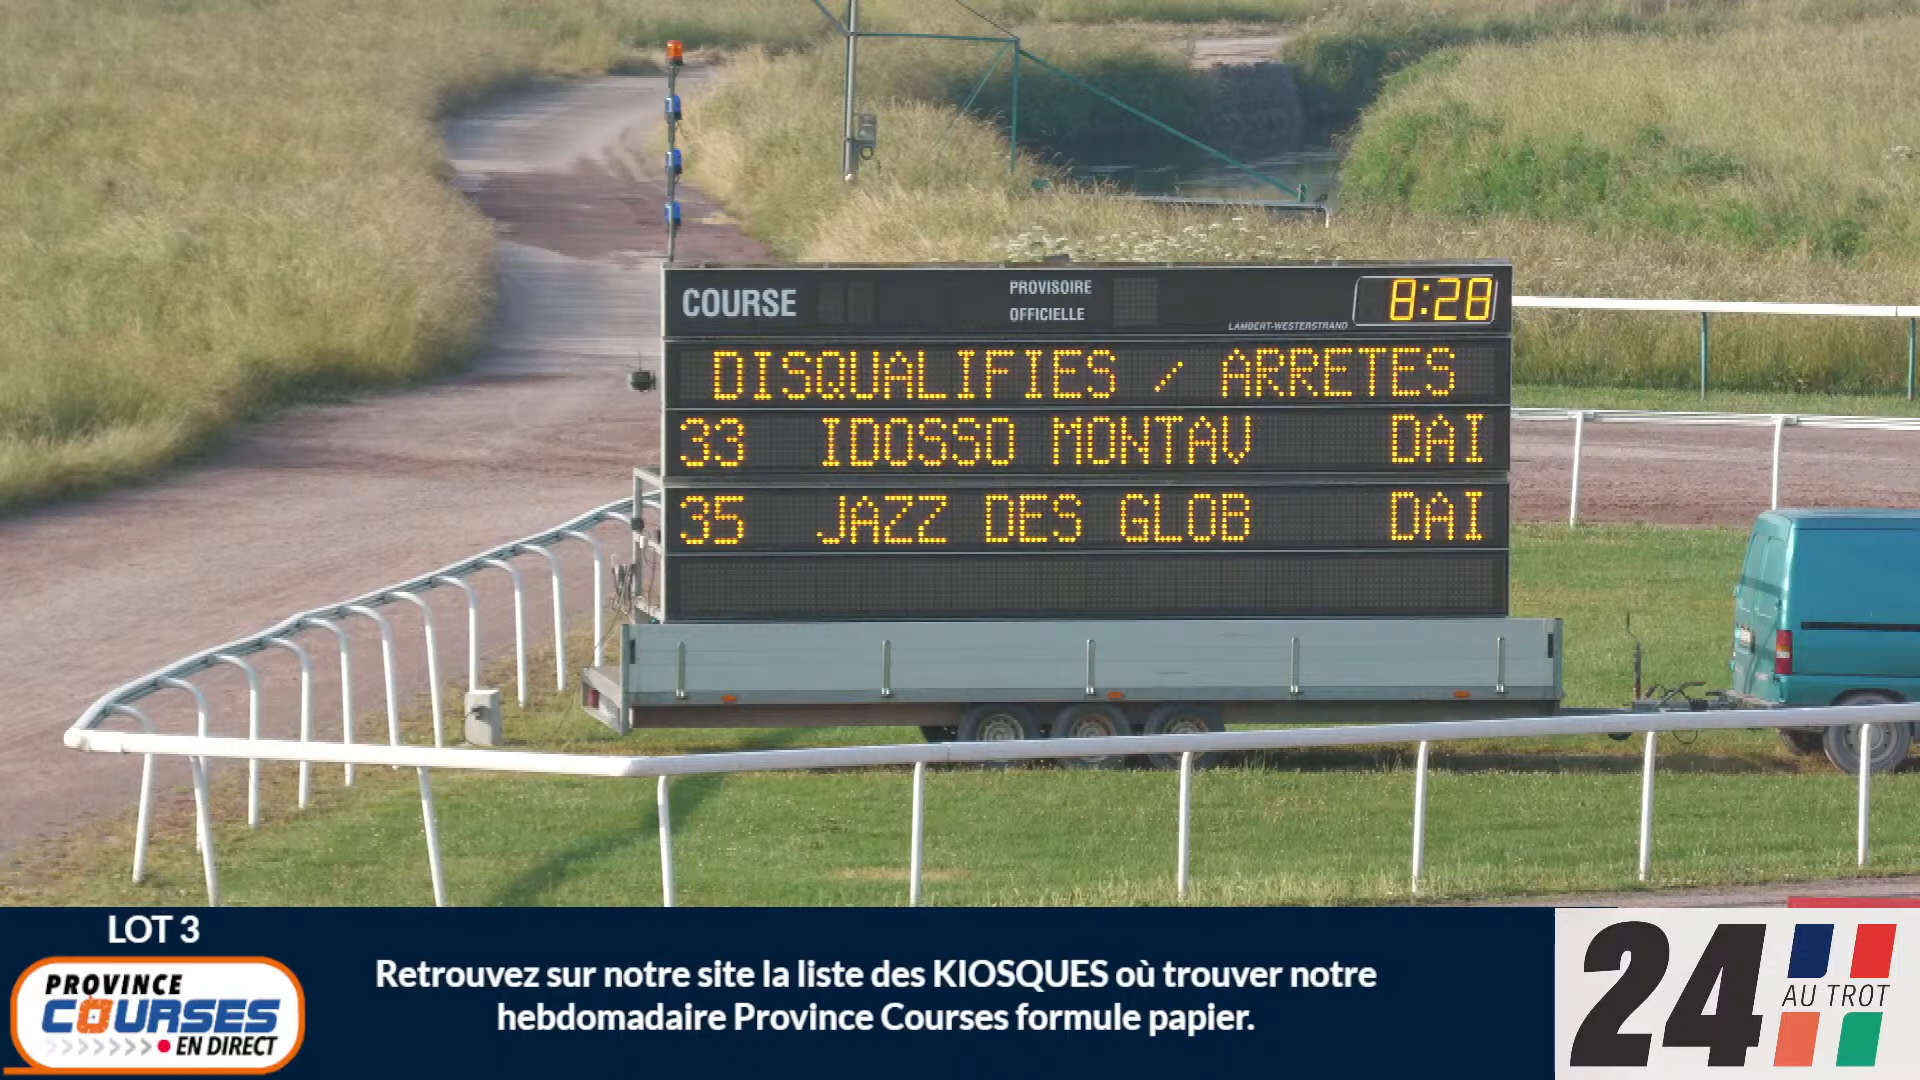 COURSE
PROVISOIRE
OFFICIELLE
LAMBERT-WESTERSTRAND
8:28
DISQUALIFIES / ARRETES
33 IDOSSO MONTAV DAI
35 JAZZ DES GLOB DAI
LOT 3
PROVINCE
COURSES
EN DIRECT
Retrouvez sur notre site la liste des KIOSQUES où trouver notre
hebdomadaire Province Courses formule papier.
24
AU TROT